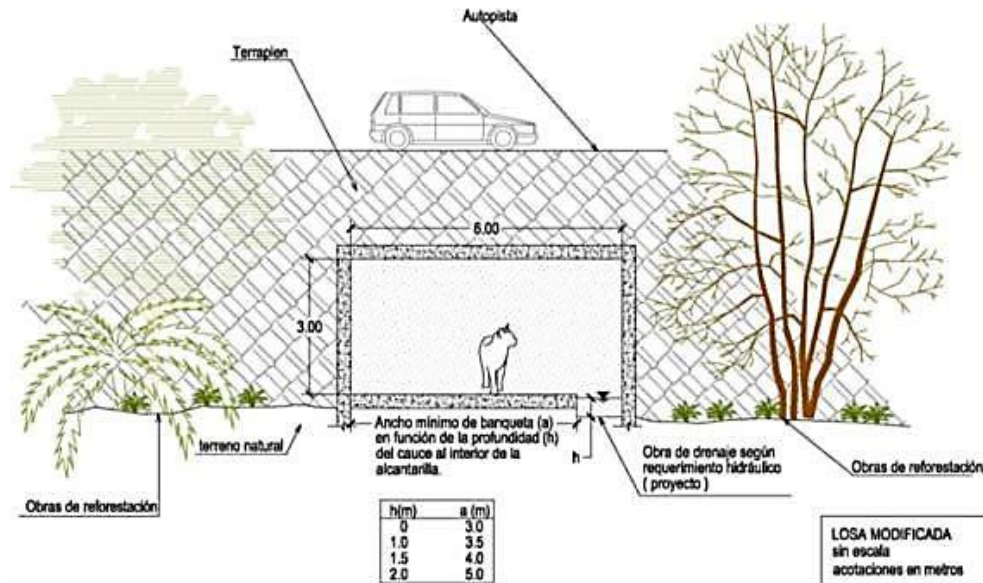 Autopista
Terraplen
6.00
3.00
Ancho mínimo de banqueta (a)
en función de la profundidad (h)
del cauce al interior de la
alcantarilla.
h
terreno natural
Obra de drenaje según
requerimiento hidráulico
( proyecto )
Obras de reforestación
Obras de reforestación
h(m) a (m)
0 3.0
1.0 3.5
1.5 4.0
2.0 5.0
LOSA MODIFICADA
sin escala
acotaciones en metros